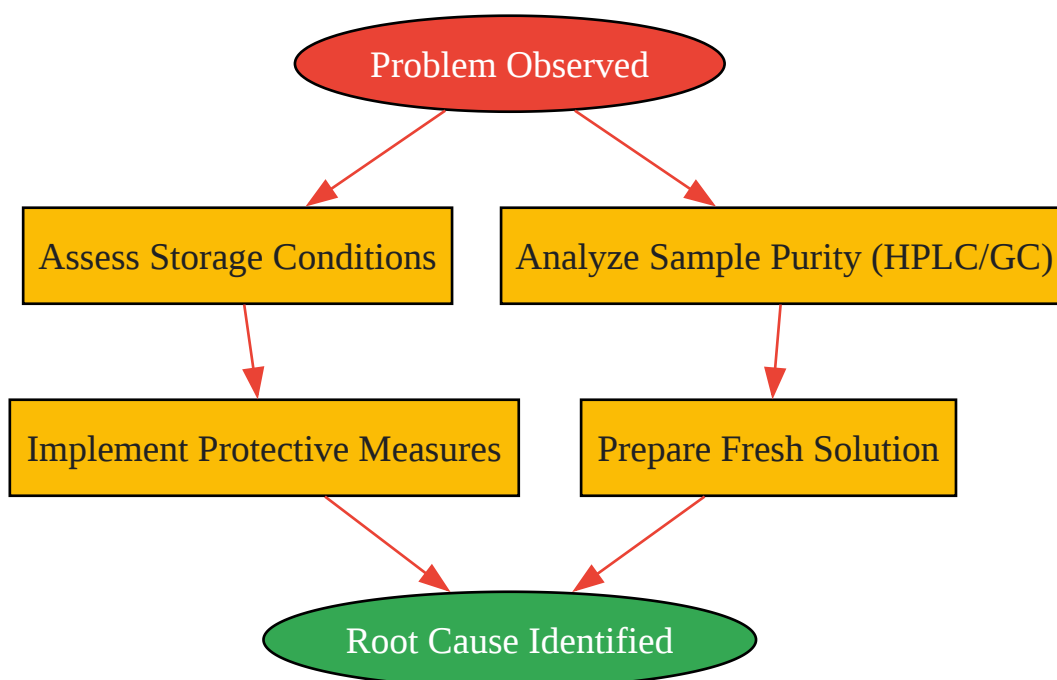 Problem Observed
Assess Storage Conditions
Analyze Sample Purity (HPLC/GC)
Implement Protective Measures
Prepare Fresh Solution
Root Cause Identified